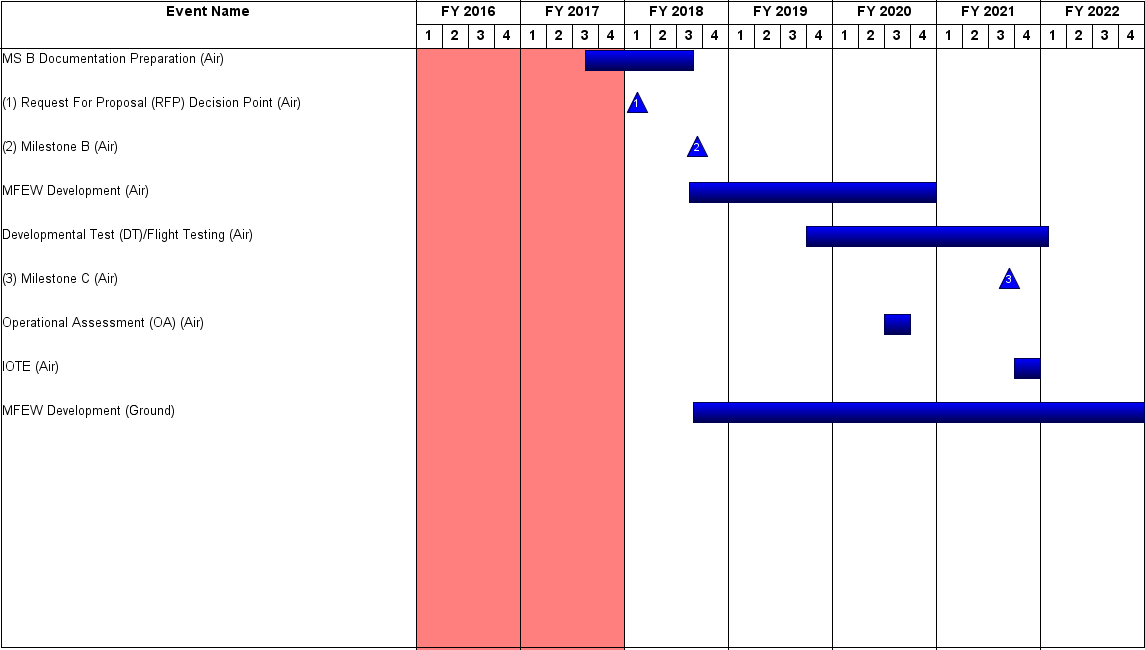 Event Name FY 2016 FY 2017 FY 2018 FY 2019 FY 2020 FY 2021 FY 2022
1 2 3 4 1 2 3 4 1 2 3 4 1 2 3 4 1 2 3 4 1 2 3 4 1 2 3 4
MS B Documentation Preparation (Air)
(1) Request For Proposal (RFP) Decision Point (Air) 1
(2) Milestone B (Air) 2
MFEW Development (Air)
Developmental Test (DT)/Flight Testing (Air)
(3) Milestone C (Air) 3
Operational Assessment (OA) (Air)
IOTE (Air)
MFEW Development (Ground)